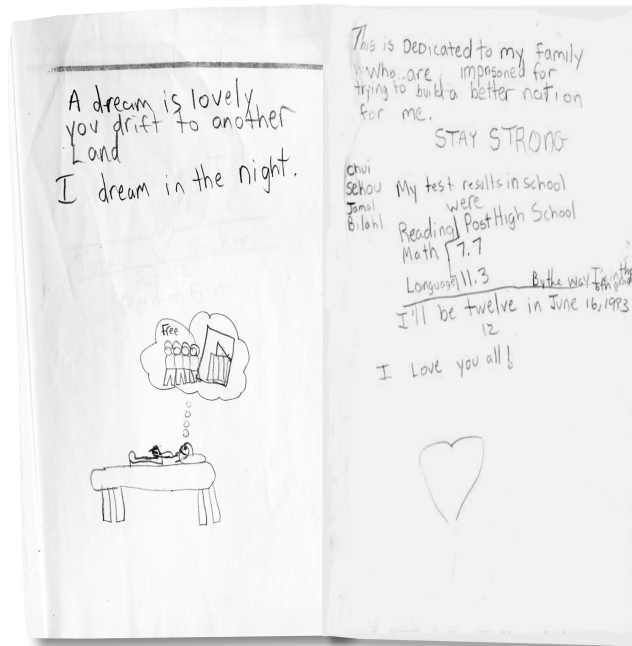 A dream is lovely
you drift to another
Land
I dream in the night.
Free
This is Dedicated to my family
who are imprisoned for
trying to build a better nation
for me.
STAY STRONG
Chui
Sekou
Jamal
Bilahl
My test results in school
were
Reading Post High School
Math 7.7
Language 11.3
By the way I'm in the
6th grade
I'll be twelve in June 16, 1983
12
I Love you all!